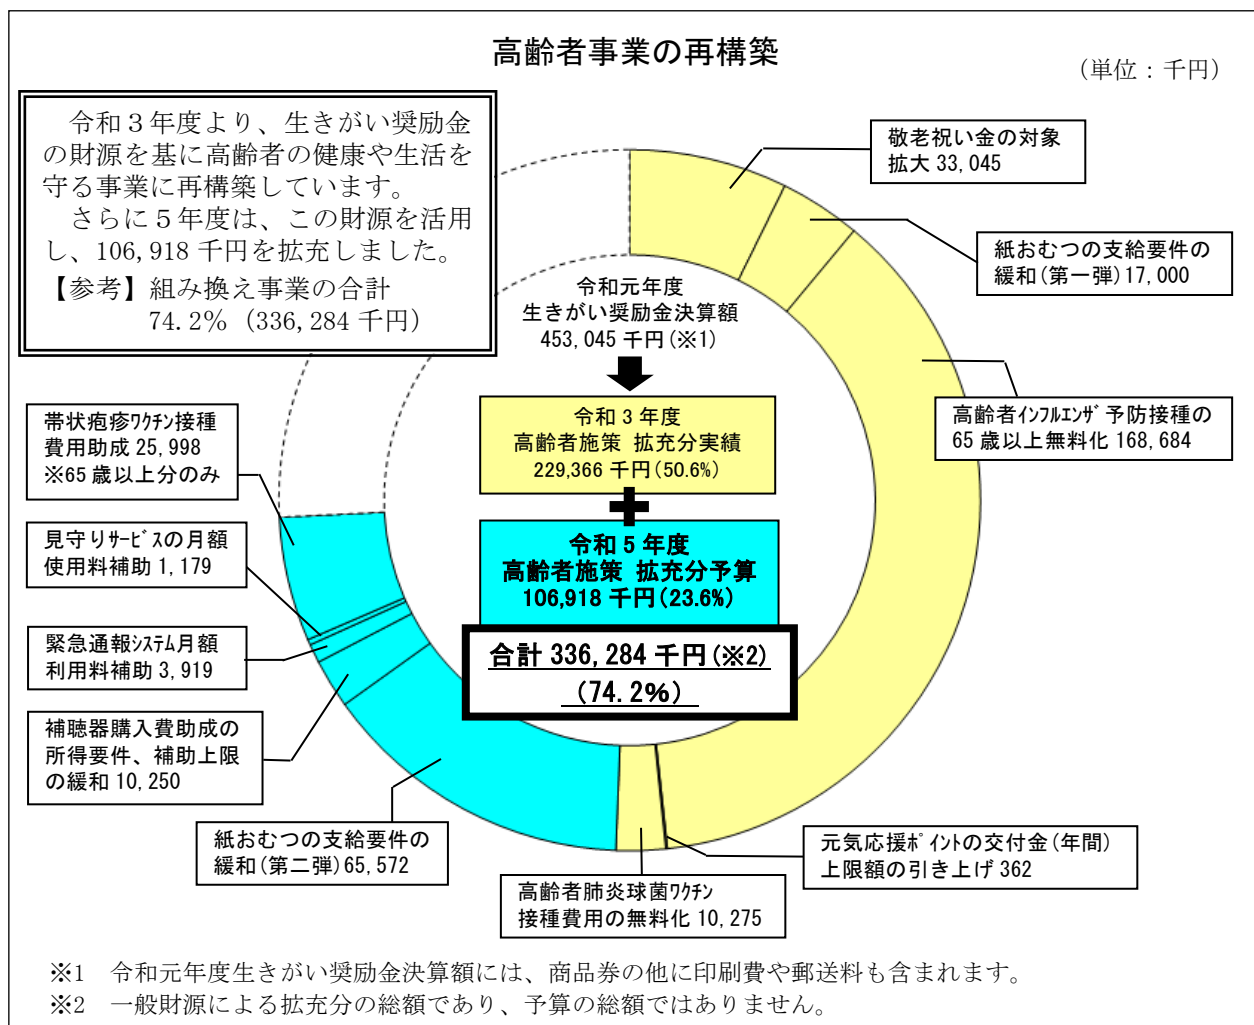 高齢者事業の再構築
（単位：千円）
令和３年度より、生きがい奨励金
の財源を基に高齢者の健康や生活を
守る事業に再構築しています。
さらに５年度は、この財源を活用
し、106,918 千円を拡充しました。
【参考】組み換え事業の合計
74.2％（336,284 千円）
敬老祝い金の対象
拡大 33,045
紙おむつの支給要件の
緩和(第一弾) 17,000
令和元年度
生きがい奨励金決算額
453,045 千円(※1)
高齢者ｲﾝﾌﾙｴﾝｻﾞ予防接種の
65 歳以上無料化 168,684
令和 3 年度
高齢者施策 拡充分実績
229,366 千円(50.6%)
令和 5 年度
高齢者施策 拡充分予算
106,918 千円(23.6%)
合計 336,284 千円(※2)
(74.2%)
帯状疱疹ﾜｸﾁﾝ接種
費用助成 25,998
※65 歳以上分のみ
見守りｻｰﾋﾞｽの月額
使用料補助 1,179
緊急通報ｼｽﾃﾑ月額
利用料補助 3,919
補聴器購入費助成の
所得要件、補助上限
の緩和 10,250
紙おむつの支給要件の
緩和(第二弾) 65,572
高齢者肺炎球菌ﾜｸﾁﾝ
接種費用の無料化 10,275
元気応援ﾎﾟｲﾝﾄの交付金(年間)
上限額の引き上げ 362
※1　令和元年度生きがい奨励金決算額には、商品券の他に印刷費や郵送料も含まれます。
※2　一般財源による拡充分の総額であり、予算の総額ではありません。